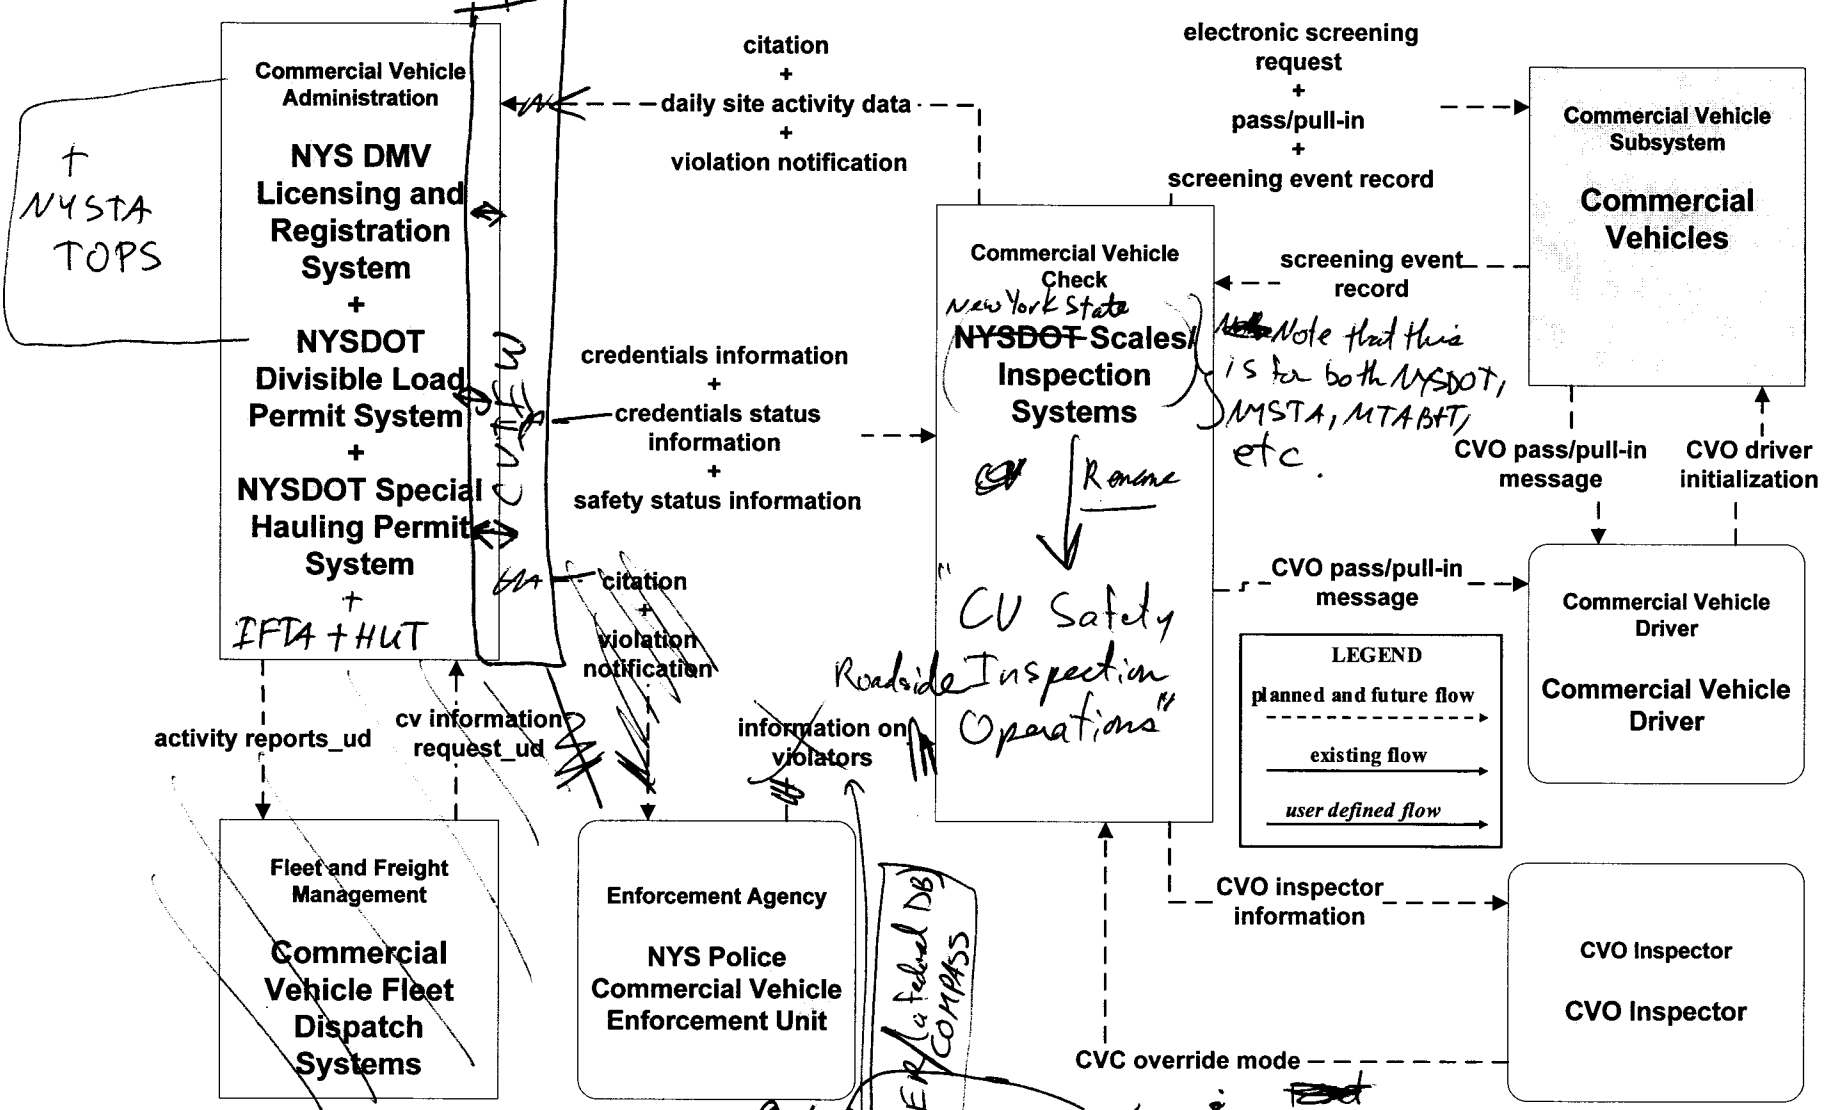 Commercial Vehicle
Administration
NYS DMV
Licensing and
Registration
System
+
NYSDOT
Divisible Load
Permit System
+
NYSDOT Special
Hauling Permit
System
+
IFTA + HUT
+
NYSTA
TOPS
CVIEW
citation
+
daily site activity data
+
violation notification
electronic screening
request
+
pass/pull-in
+
screening event record
Commercial Vehicle
Subsystem
Commercial
Vehicles
screening event
record
Commercial Vehicle
Check
New York State
NYSDOT Scales/
Inspection
Systems
Note that this
is for both NYSDOT,
NYSTA, MTAB&T,
etc.
Rename
"CV Safety
Roadside Inspection
Operations"
credentials information
+
credentials status
information
+
safety status information
citation
+
violation
notification
information on
violators
CVO pass/pull-in
message
CVO driver
initialization
CVO pass/pull-in
message
Commercial Vehicle
Driver
Commercial Vehicle
Driver
LEGEND
planned and future flow
existing flow
user defined flow
activity reports_ud
cv information
request_ud
Fleet and Freight
Management
Commercial
Vehicle Fleet
Dispatch
Systems
Enforcement Agency
NYS Police
Commercial Vehicle
Enforcement Unit
(a federal DB)
COMPASS
CVO inspector
information
CVO Inspector
CVO Inspector
CVC override mode